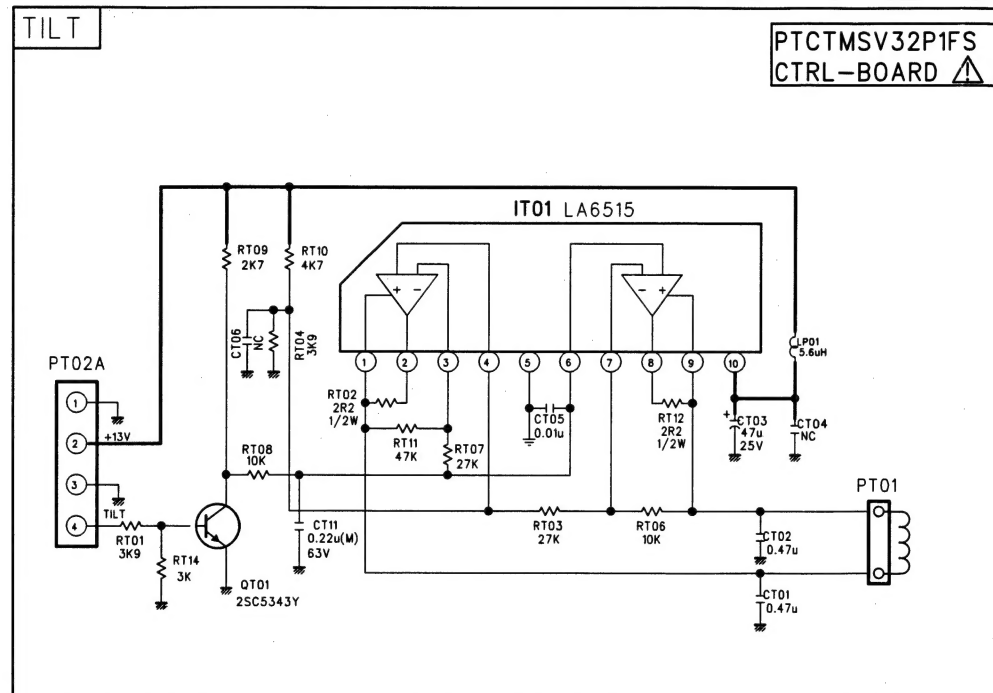 TILT
PTCTMSV32P1FS
CTRL-BOARD
IT01 LA6515
RT09
2K7
RT10
4K7
CT06
NC
RT04
3K9
+ -
- +
LP01
5.6uH
1 2 3 4 5 6 7 8 9 10
PT02A
1
2
+13V
3
4
TILT
RT02
2R2
1/2W
RT11
47K
RT07
27K
CT05
0.01u
RT12
2R2
1/2W
+
CT03
47u
25V
CT04
NC
RT08
10K
RT01
3K9
RT14
3K
QT01
2SC5343Y
CT11
0.22u(M)
63V
RT03
27K
RT06
10K
PT01
CT02
0.47u
CT01
0.47u